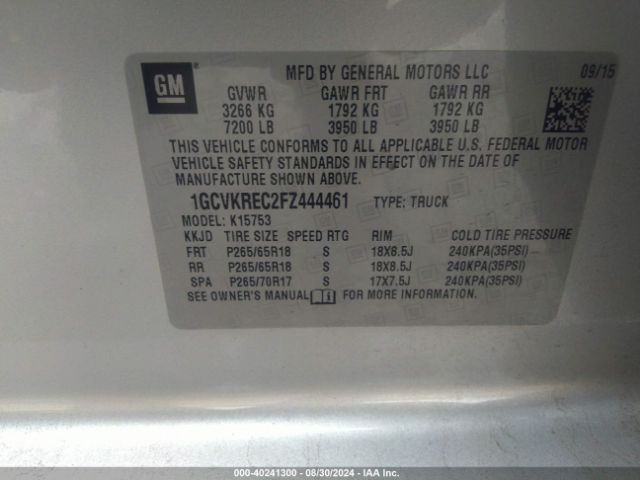 GM
MFD BY GENERAL MOTORS LLC 09/15
GVWR GAWR FRT GAWR RR
3266 KG 1792 KG 1792 KG
7200 LB 3950 LB 3950 LB
THIS VEHICLE CONFORMS TO ALL APPLICABLE U.S. FEDERAL MOTOR
VEHICLE SAFETY STANDARDS IN EFFECT ON THE DATE OF
MANUFACTURE SHOWN ABOVE.
1GCVKREC2FZ444461 TYPE: TRUCK
MODEL: K15753
KKJD TIRE SIZE SPEED RTG RIM COLD TIRE PRESSURE
FRT P265/65R18 S 18X8.5J 240KPA(35PSI)
RR P265/65R18 S 18X8.5J 240KPA(35PSI)
SPA P265/70R17 S 17X7.5J 240KPA(35PSI)
SEE OWNER'S MANUAL FOR MORE INFORMATION.
000-40241300 - 08/30/2024 - IAA Inc.